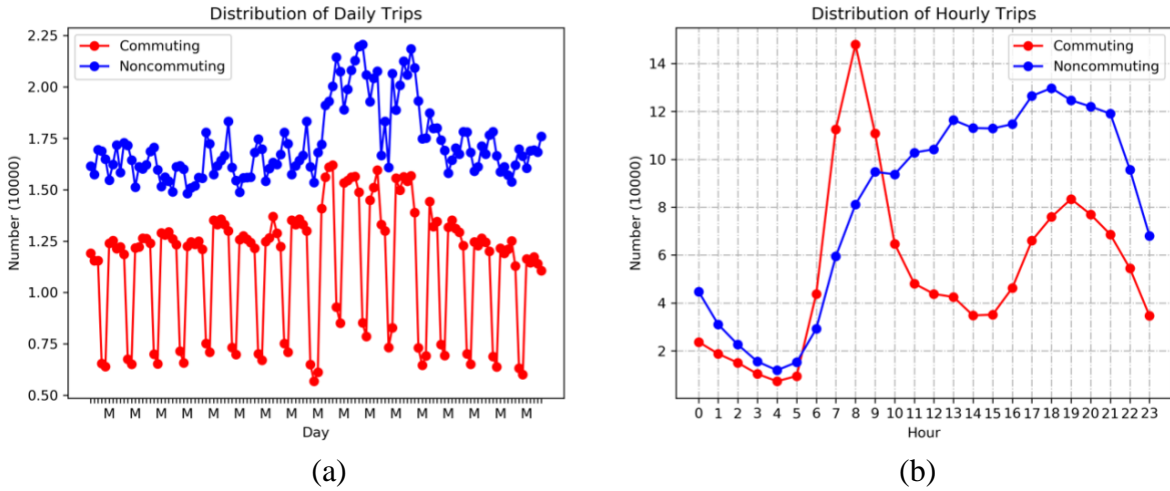 Distribution of Daily Trips
Commuting
Noncommuting
2.25
2.00
1.75
1.50
1.25
1.00
0.75
0.50
Number (10000)
M M M M M M M M M M M M M M M M M
Day
(a)
Distribution of Hourly Trips
Commuting
Noncommuting
14
12
10
8
6
4
2
Number (10000)
0 1 2 3 4 5 6 7 8 9 10 11 12 13 14 15 16 17 18 19 20 21 22 23
Hour
(b)